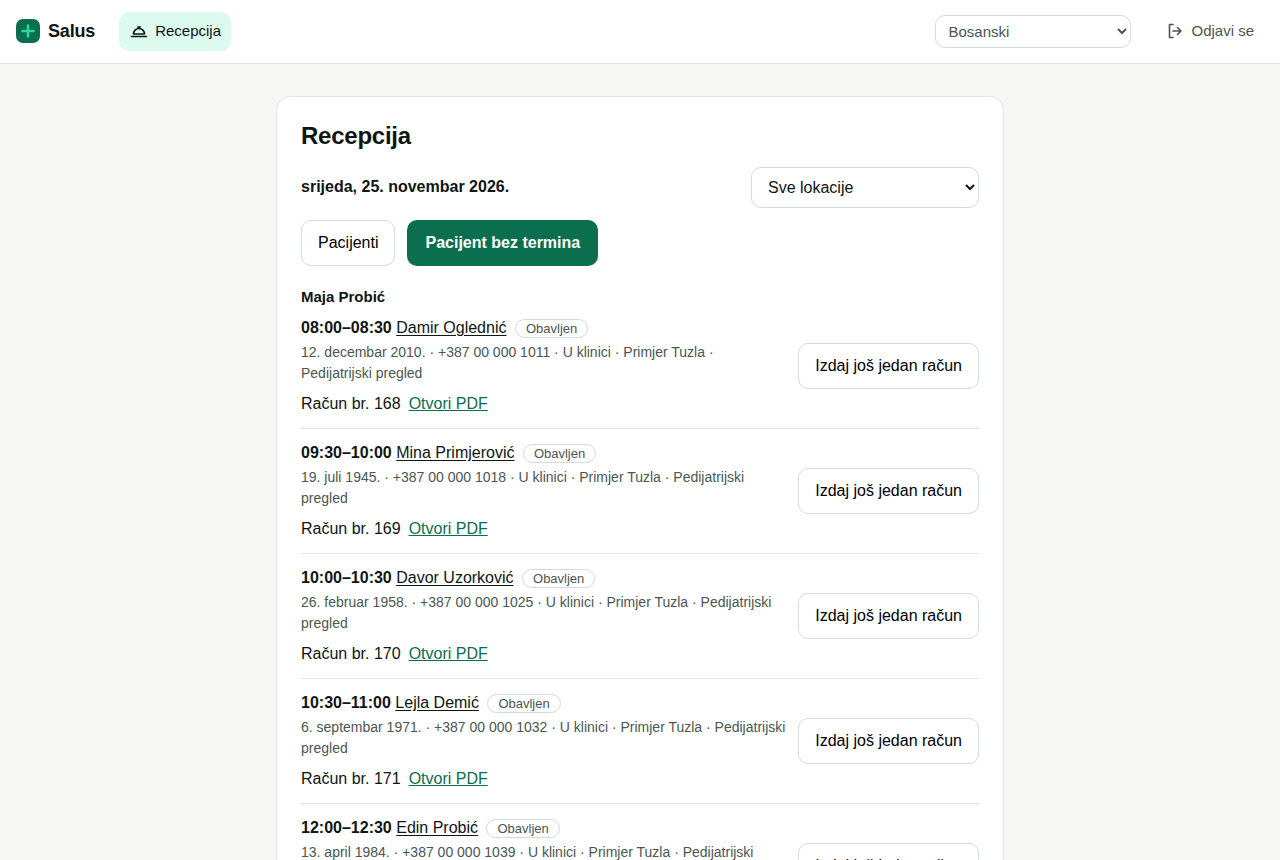 Salus
Recepcija
Bosanski
Odjavi se
Recepcija
srijeda, 25. novembar 2026.
Sve lokacije
Pacijenti
Pacijent bez termina
Maja Probić
08:00–08:30 Damir Oglednić Obavljen
12. decembar 2010. · +387 00 000 1011 · U klinici · Primjer Tuzla ·
Pedijatrijski pregled
Izdaj još jedan račun
Račun br. 168 Otvori PDF
09:30–10:00 Mina Primjerović Obavljen
19. juli 1945. · +387 00 000 1018 · U klinici · Primjer Tuzla · Pedijatrijski
pregled
Izdaj još jedan račun
Račun br. 169 Otvori PDF
10:00–10:30 Davor Uzorković Obavljen
26. februar 1958. · +387 00 000 1025 · U klinici · Primjer Tuzla · Pedijatrijski
pregled
Izdaj još jedan račun
Račun br. 170 Otvori PDF
10:30–11:00 Lejla Demić Obavljen
6. septembar 1971. · +387 00 000 1032 · U klinici · Primjer Tuzla · Pedijatrijski
pregled
Izdaj još jedan račun
Račun br. 171 Otvori PDF
12:00–12:30 Edin Probić Obavljen
13. april 1984. · +387 00 000 1039 · U klinici · Primjer Tuzla · Pedijatrijski